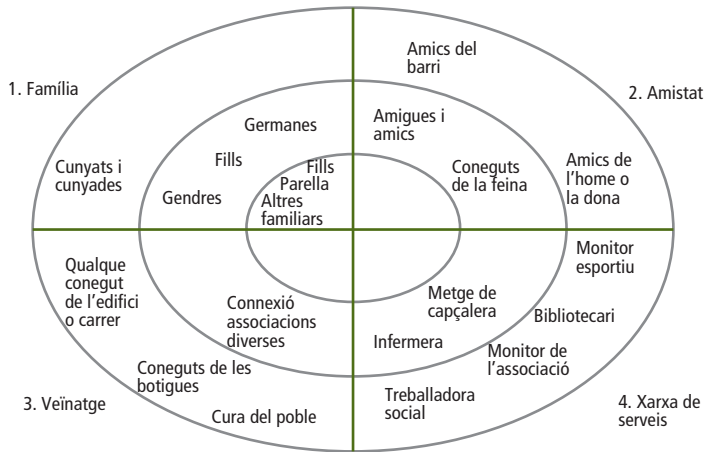 1. Família
Germanes
Fills
Cunyats i
cunyades
Gendres
Fills
Parella
Altres
familiars
Amics del
barri
2. Amistat
Amigues i
amics
Coneguts
de la feina
Amics de
l'home o
la dona
Qualque
conegut
de l'edifici
o carrer
Connexió
associacions
diverses
Coneguts de les
botigues
3. Veïnatge
Cura del poble
Monitor
esportiu
Metge de
capçalera
Bibliotecari
Infermera
Monitor de
l'associació
Treballadora
social
4. Xarxa de
serveis